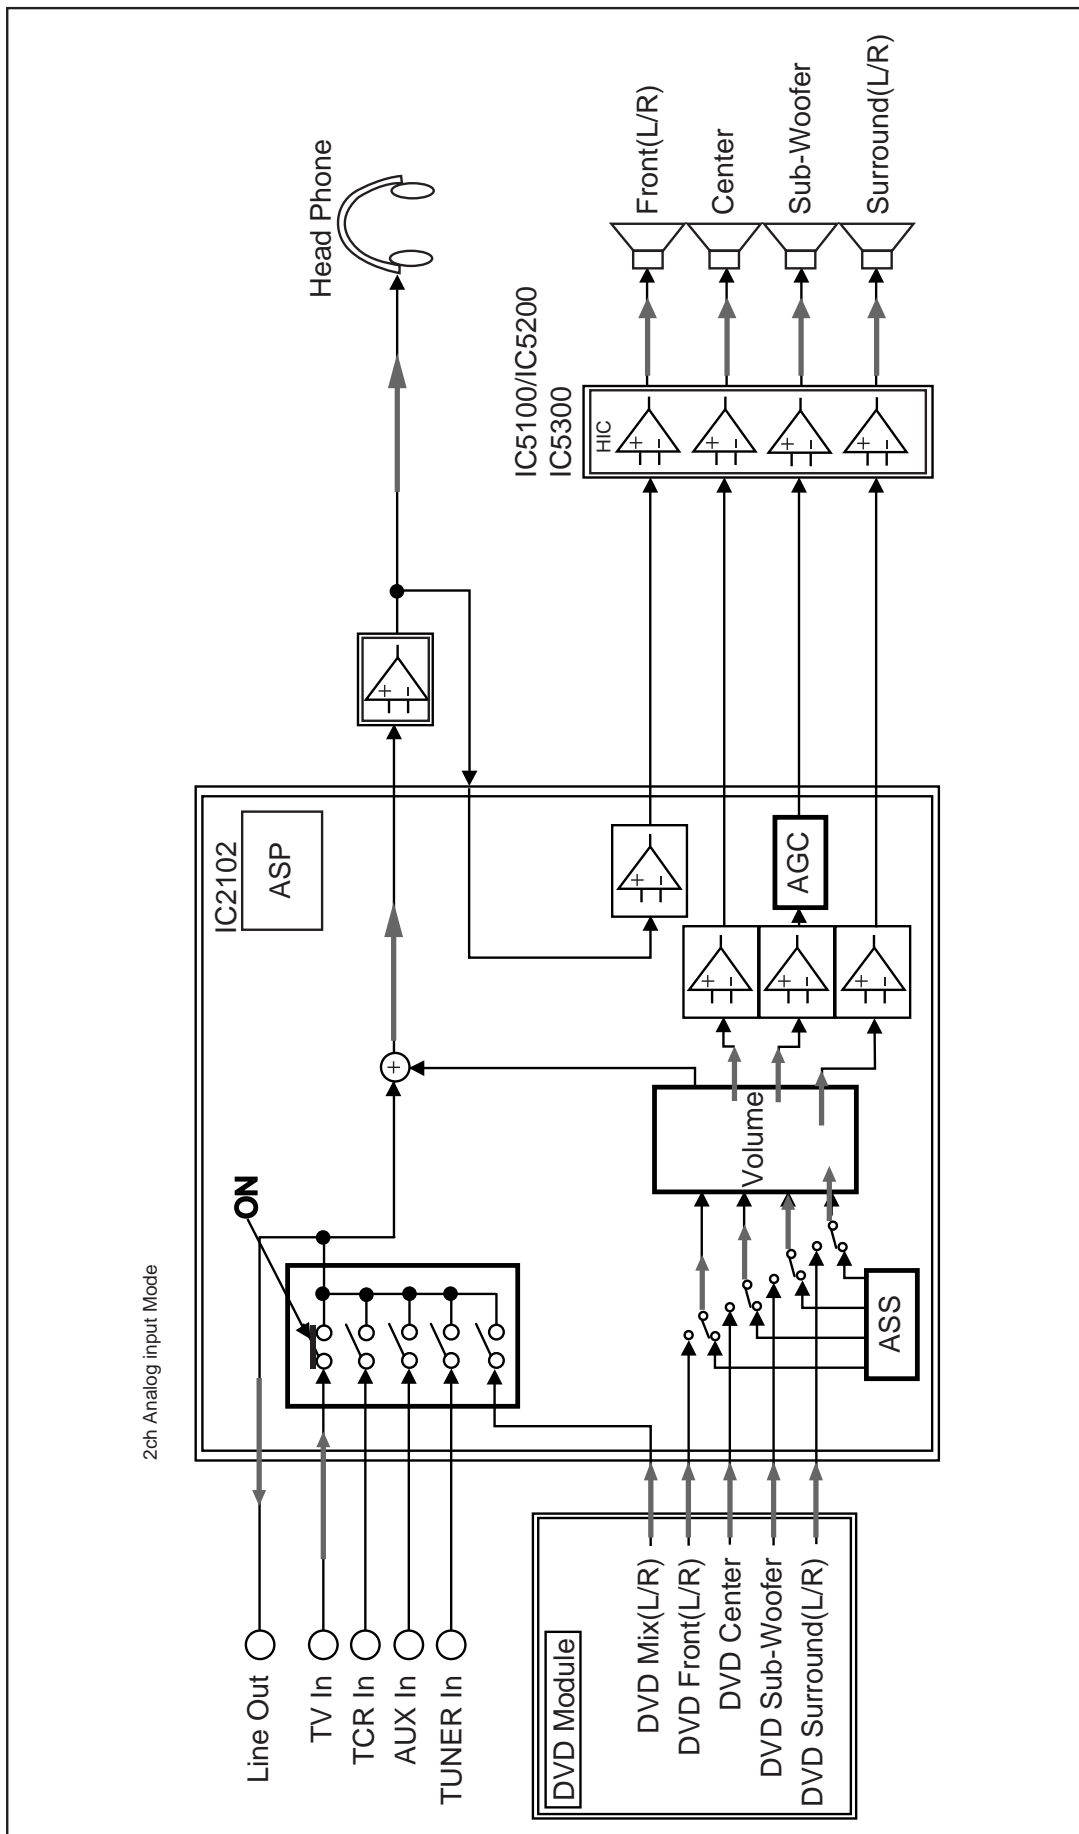 2ch Analog input Mode
Line Out
TV In
TCR In
AUX In
TUNER In
ON
IC2102
ASP
Head Phone
DVD Module
DVD Mix(L/R)
DVD Front(L/R)
DVD Center
DVD Sub-Woofer
DVD Surround(L/R)
ASS
Volume
AGC
IC5100/IC5200
IC5300
HIC
Front(L/R)
Center
Sub-Woofer
Surround(L/R)